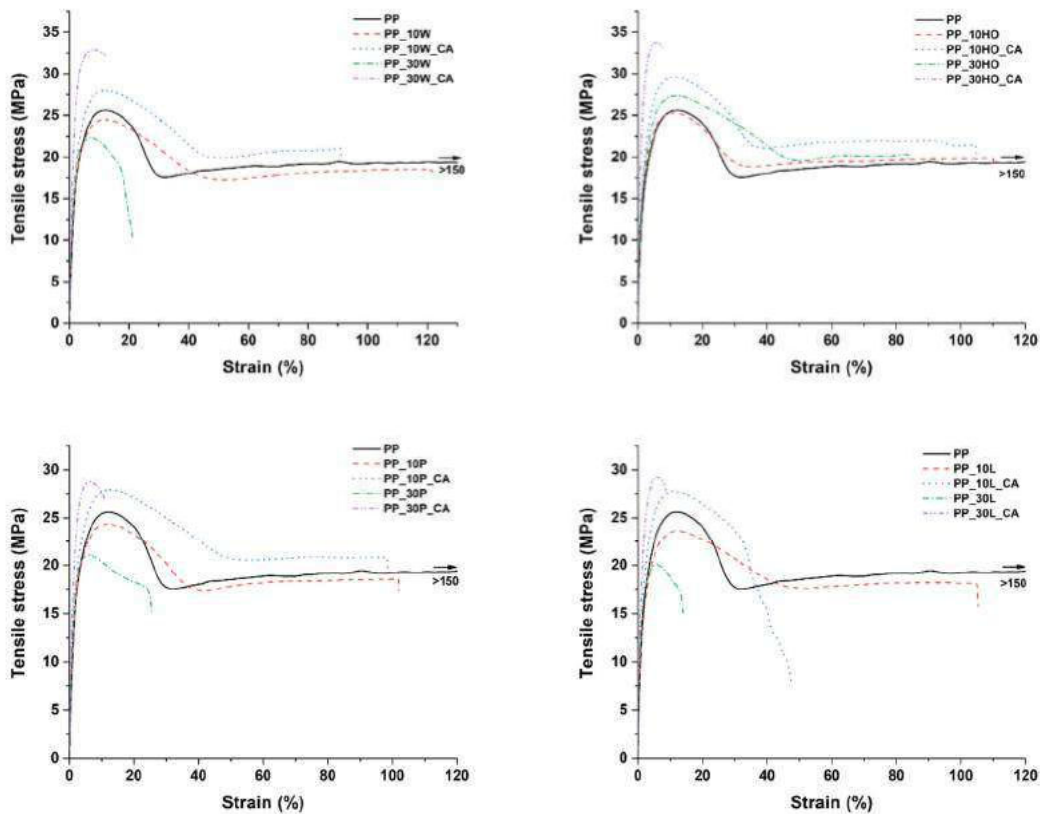 35
30
25
20
15
10
5
0
Tensile stress (MPa)
PP
PP_10W
PP_10W_CA
PP_30W
PP_30W_CA
>150
0 20 40 60 80 100 120
Strain (%)
35
30
25
20
15
10
5
0
Tensile stress (MPa)
PP
PP_10HO
PP_10HO_CA
PP_30HO
PP_30HO_CA
>150
0 20 40 60 80 100 120
Strain (%)
30
25
20
15
10
5
0
Tensile stress (MPa)
PP
PP_10P
PP_10P_CA
PP_30P
PP_30P_CA
>150
0 20 40 60 80 100 120
Strain (%)
30
25
20
15
10
5
0
Tensile stress (MPa)
PP
PP_10L
PP_10L_CA
PP_30L
PP_30L_CA
>150
0 20 40 60 80 100 120
Strain (%)